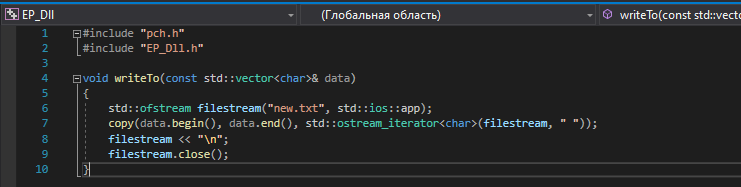 EP_Dll (Глобальная область) writeTo(const std::vect
1 #include "pch.h"
2 #include "EP_Dll.h"
3
4 void writeTo(const std::vector<char>& data)
5 {
6 std::ofstream filestream("new.txt", std::ios::app);
7 copy(data.begin(), data.end(), std::ostream_iterator<char>(filestream, " "));
8 filestream << "\n";
9 filestream.close();
10 }